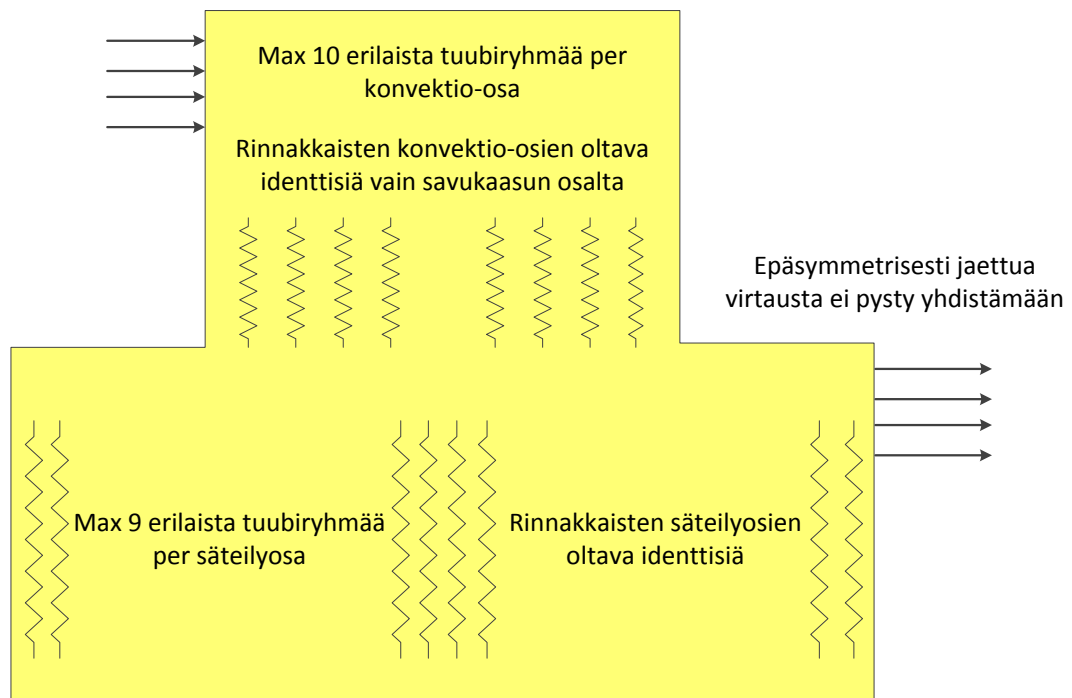 Max 10 erilaista tuubiryhmää per
konvektio-osa
Rinnakkaisten konvektio-osien oltava
identtisiä vain savukaasun osalta
Epäsymmetrisesti jaettua
virtausta ei pysty yhdistämään
Max 9 erilaista tuubiryhmää
per säteilyosa
Rinnakkaisten säteilyosien
oltava identtisiä